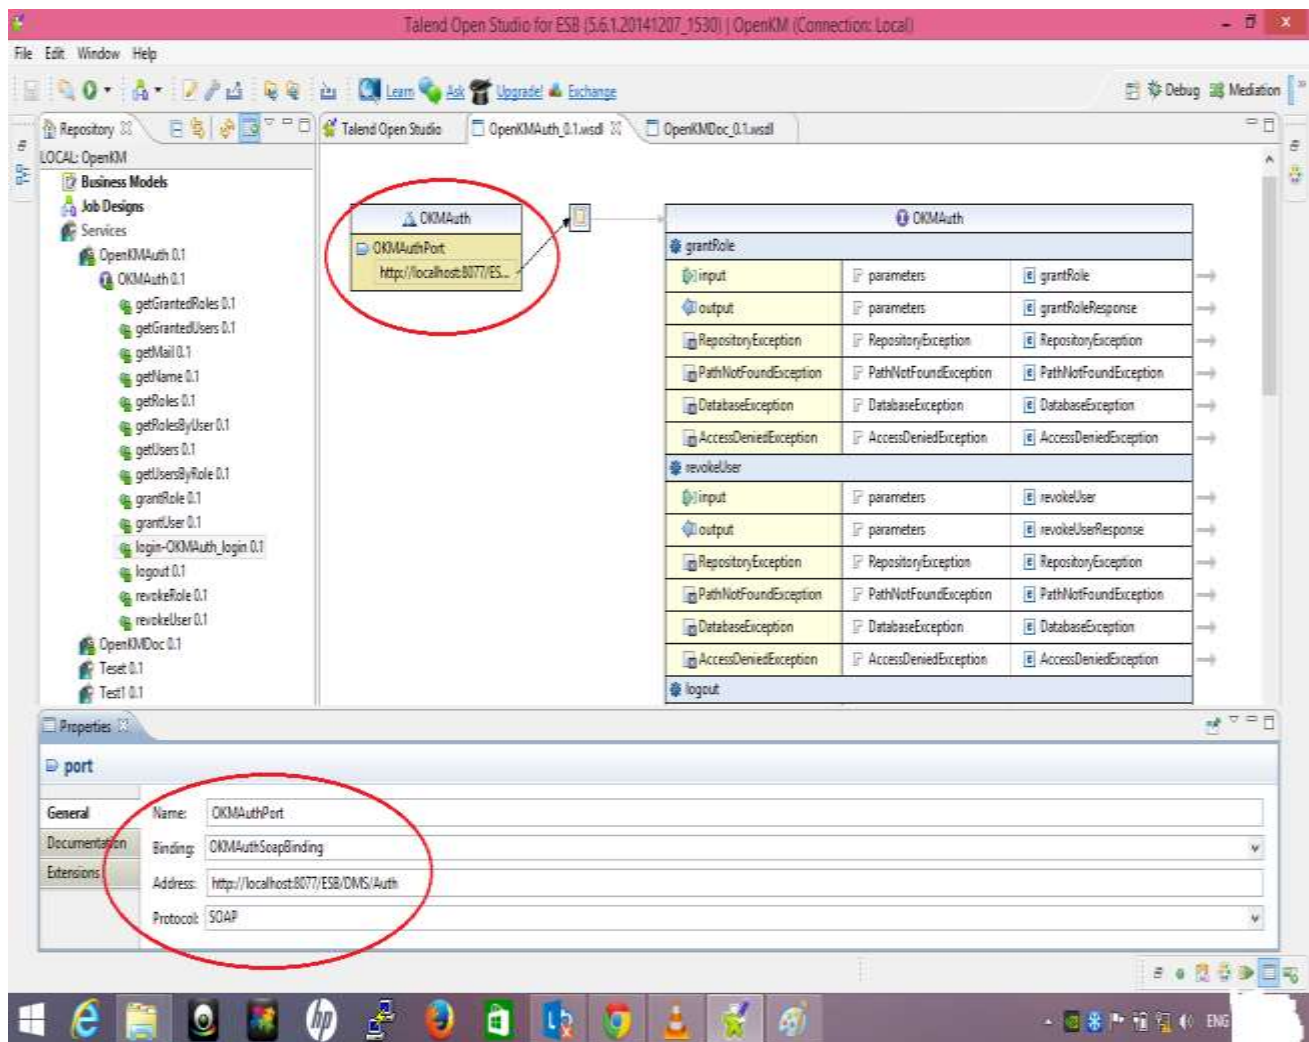 Talend Open Studio for ESB (5.6.1.20141207_1530) | OpenKM (Connection: Local)
File Edit Window Help
Learn Ask Upgrade! Exchange
Debug Mediation
Repository
Talend Open Studio
OpenKMAuth_0.1.wsdl
OpenKMDoc_0.1.wsdl
LOCAL: OpenKM
Business Models
Job Designs
Services
OpenKMAuth 0.1
OKMAuth 0.1
getGrantedRoles 0.1
getGrantedUsers 0.1
getMail 0.1
getName 0.1
getRoles 0.1
getRolesByUser 0.1
getUsers 0.1
getUsersByRole 0.1
grantRole 0.1
grantUser 0.1
login-OKMAuth_login 0.1
logout 0.1
revokeRole 0.1
revokeUser 0.1
OpenKMDoc 0.1
Teset 0.1
Test1 0.1
OKMAuth
OKMAuthPort
http://localhost:8077/ES...
OKMAuth
grantRole
input parameters grantRole
output parameters grantRoleResponse
RepositoryException RepositoryException RepositoryException
PathNotFoundException PathNotFoundException PathNotFoundException
DatabaseException DatabaseException DatabaseException
AccessDeniedException AccessDeniedException AccessDeniedException
revokeUser
input parameters revokeUser
output parameters revokeUserResponse
RepositoryException RepositoryException RepositoryException
PathNotFoundException PathNotFoundException PathNotFoundException
DatabaseException DatabaseException DatabaseException
AccessDeniedException AccessDeniedException AccessDeniedException
logout
Properties
port
General
Documentation
Extensions
Name: OKMAuthPort
Binding: OKMAuthSoapBinding
Address: http://localhost:8077/ESB/DMS/Auth
Protocol: SOAP
hp
ENG